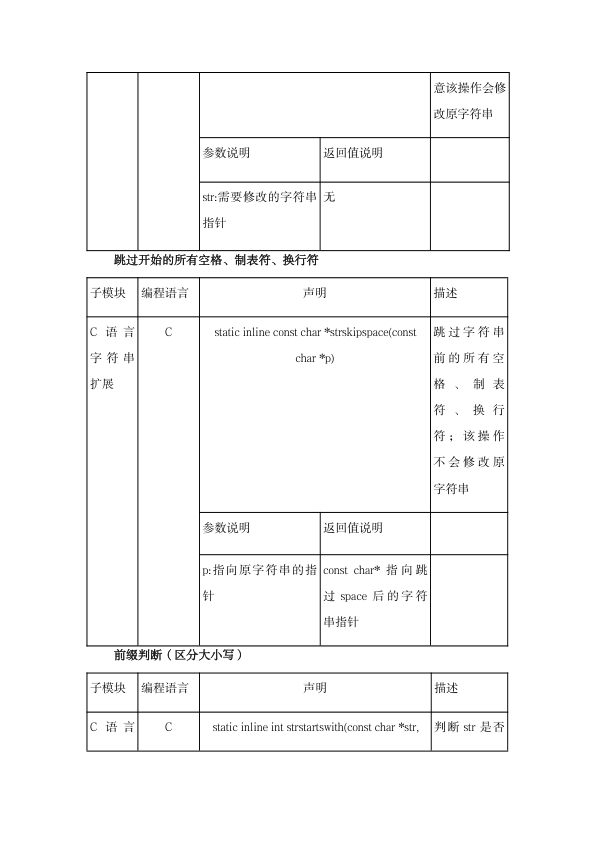 意该操作会修
改原字符串
参数说明 返回值说明
str:需要修改的字符串 无
指针
跳过开始的所有空格、制表符、换行符
子模块 编程语言 声明 描述
C 语言 C static inline const char *strskipspace(const 跳过字符串
字符串 char *p) 前的所有空
扩展 格、制表
符、换行
符；该操作
不会修改原
字符串
参数说明 返回值说明
p:指向原字符串的指 const char* 指向跳
针 过 space 后的字符
串指针
前缀判断（区分大小写）
子模块 编程语言 声明 描述
C 语言 C static inline int strstartswith(const char *str, 判断 str 是否